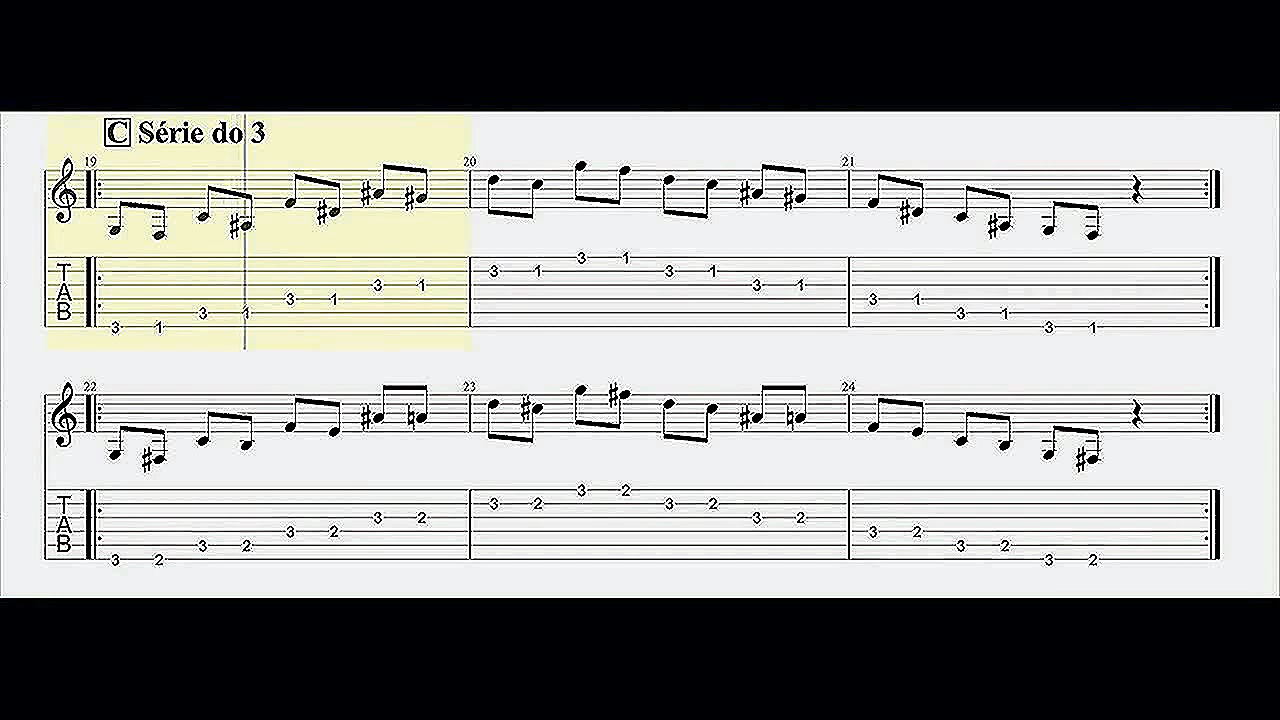 C Série do 3
19 20 21
T 3 1 3 1
A 3 1 3 1 3 1
B 3 1 3 1 3 1
3 1 3 1
22 23 24
3 2
T 3 2 3 2
A 3 2 3 2
3 2 3 2
B 3 2 3 2
3 2 3 2